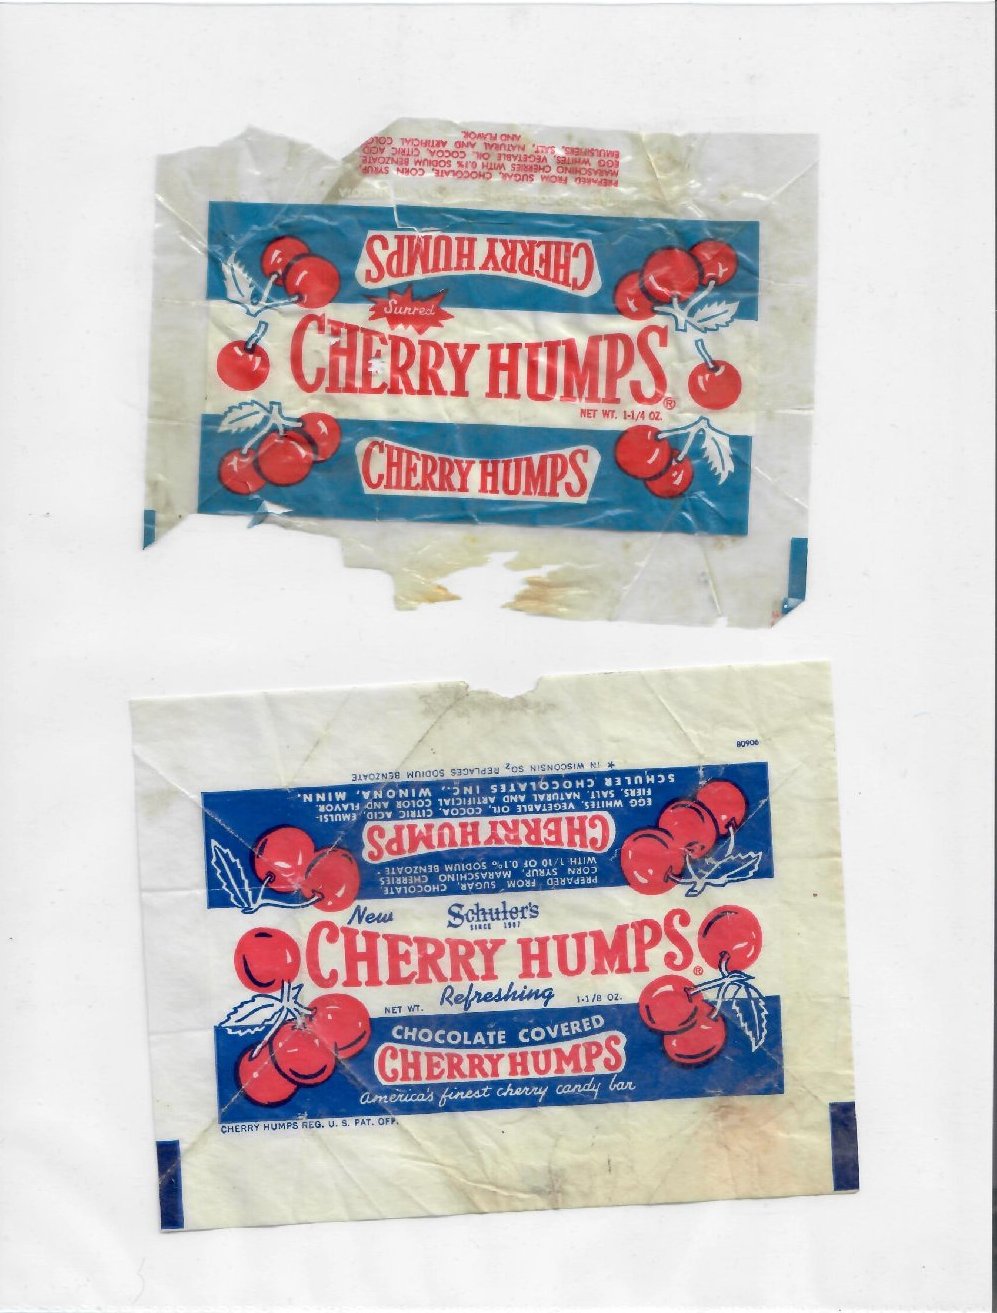 PREPARED FROM SUGAR, CHOCOLATE, CORN SYRUP
MARASCHINO CHERRIES WITH 0.1% SODIUM BENZOATE
EGG WHITES, VEGETABLE OIL, COCOA, CITRIC ACID
EMULSIFIERS, SALT, NATURAL AND ARTIFICIAL COLO
AND FLAVOR.
CHERRY HUMPS
Sunred
CHERRY HUMPS®
NET WT. 1-1/4 OZ.
CHERRY HUMPS
80906
PREPARED FROM SUGAR, CHOCOLATE,
CORN SYRUP, MARASCHINO CHERRIES
WITH 1/10 OF 0.1% SODIUM BENZOATE *
CHERRY HUMPS
EGG WHITES, VEGETABLE OIL, COCOA, CITRIC ACID, EMULSI-
FIERS, SALT, NATURAL AND ARTIFICIAL COLOR AND FLAVOR.
SCHULER CHOCOLATES INC., WINONA, MINN.
* IN WISCONSIN SO₂ REPLACES SODIUM BENZOATE
New Schuler's
SINCE 1907
CHERRY HUMPS®
NET WT. Refreshing 1-1/8 OZ.
CHOCOLATE COVERED
CHERRY HUMPS
America's finest cherry candy bar
CHERRY HUMPS REG. U. S. PAT. OFF.